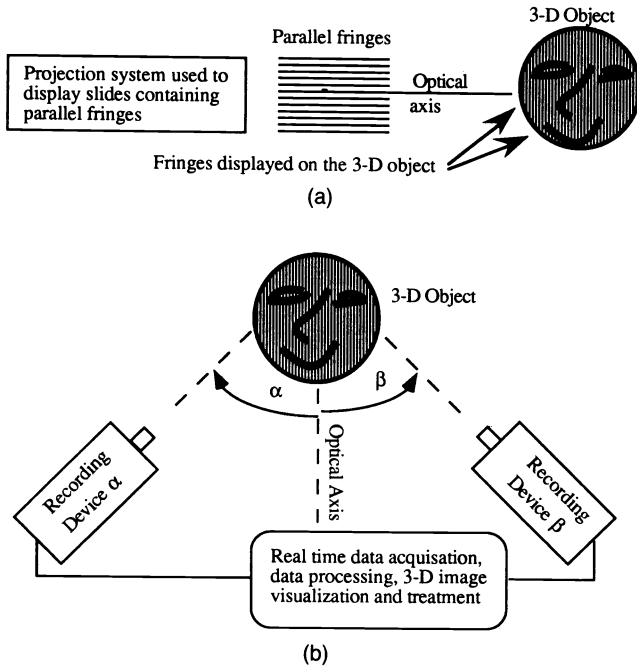 3-D Object
Parallel fringes
Projection system used to
display slides containing
parallel fringes
Optical
axis
Fringes displayed on the 3-D object
(a)
3-D Object
α
β
Optical Axis
Recording
Device α
Recording
Device β
Real time data acquisation,
data processing, 3-D image
visualization and treatment
(b)